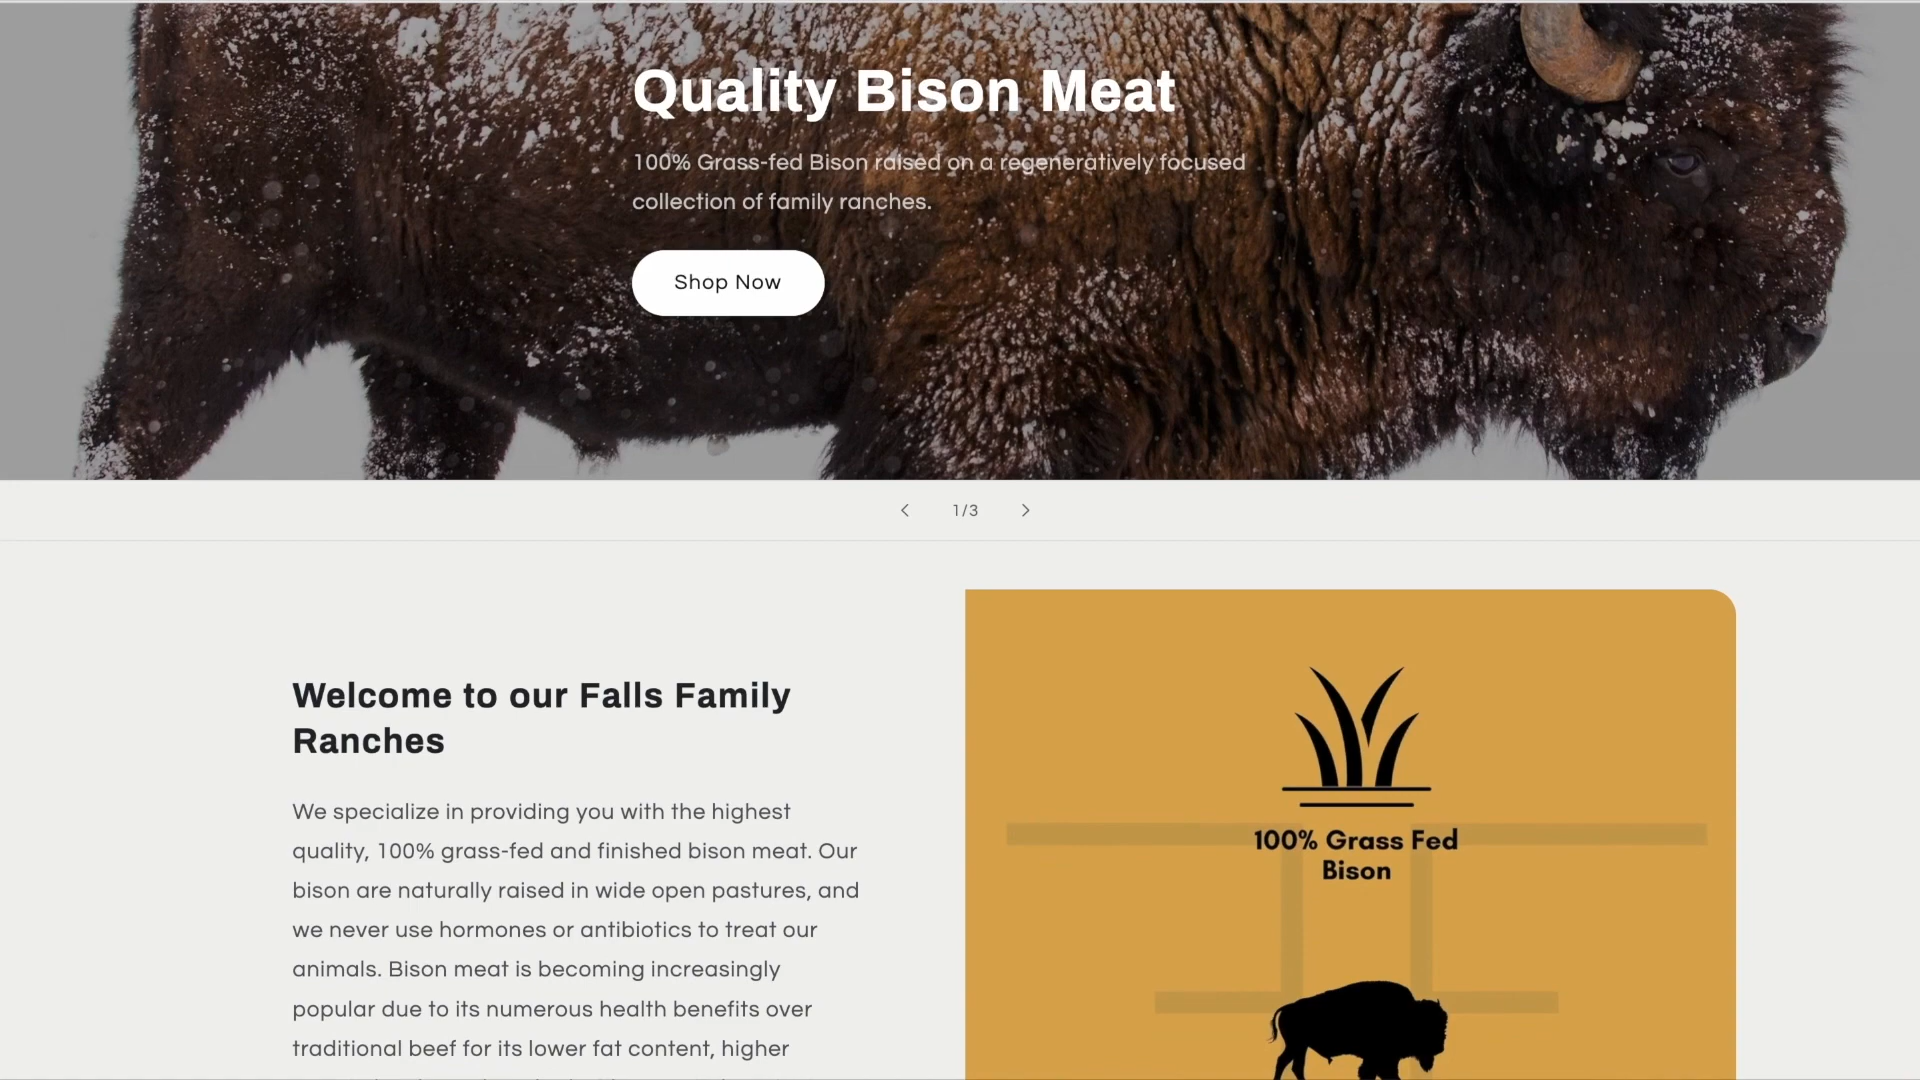 Quality Bison Meat
100% Grass-fed Bison raised on a regeneratively focused
collection of family ranches.
Shop Now
1/3
Welcome to our Falls Family
Ranches
We specialize in providing you with the highest
quality, 100% grass-fed and finished bison meat. Our
bison are naturally raised in wide open pastures, and
we never use hormones or antibiotics to treat our
animals. Bison meat is becoming increasingly
popular due to its numerous health benefits over
traditional beef for its lower fat content, higher
100% Grass Fed
Bison